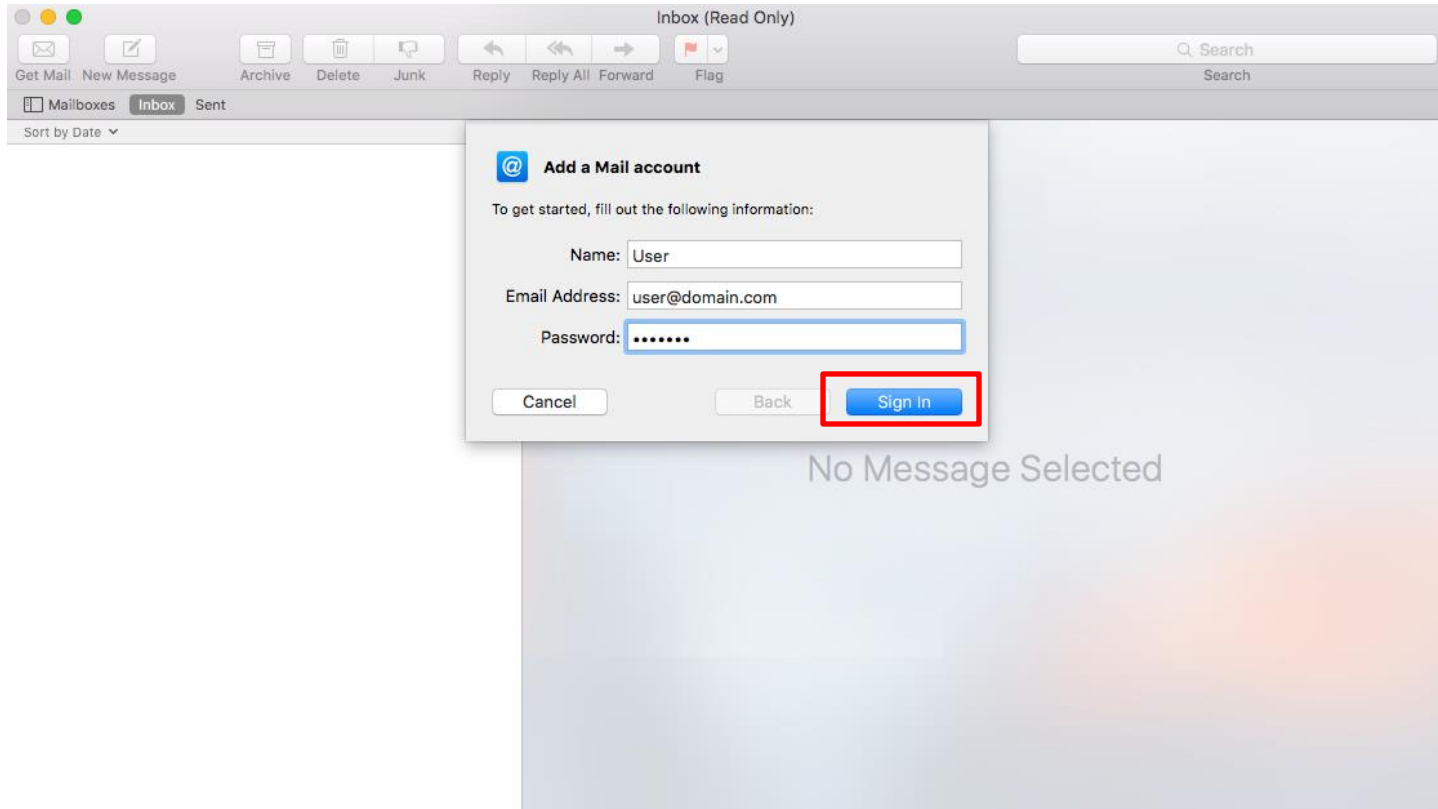 Inbox (Read Only)
Search
Get Mail New Message Archive Delete Junk Reply Reply All Forward Flag Search
Mailboxes Inbox Sent
Sort by Date
@ Add a Mail account
To get started, fill out the following information:
Name: User
Email Address: user@domain.com
Password: •••••••
Cancel Back Sign In
No Message Selected